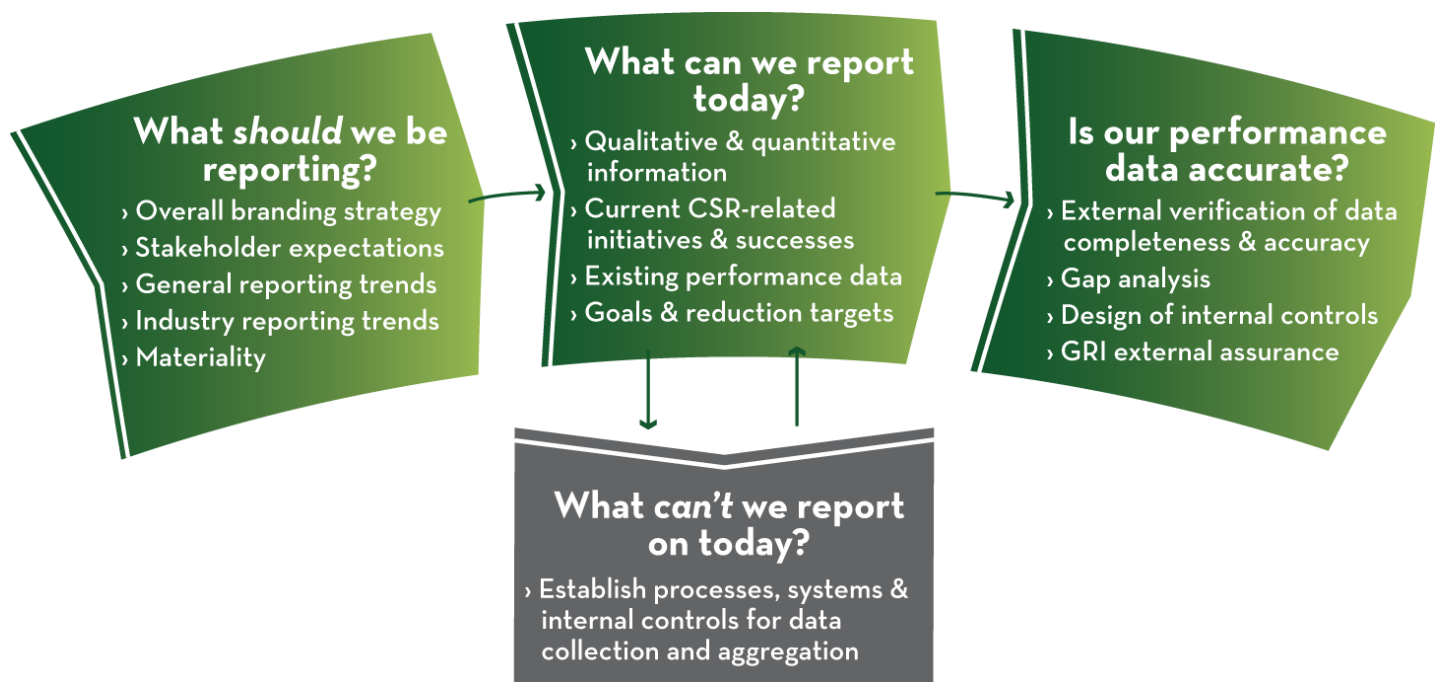 What should we be
reporting?
› Overall branding strategy
› Stakeholder expectations
› General reporting trends
› Industry reporting trends
› Materiality
What can we report
today?
› Qualitative & quantitative
information
› Current CSR-related
initiatives & successes
› Existing performance data
› Goals & reduction targets
What can’t we report
on today?
› Establish processes, systems &
internal controls for data
collection and aggregation
Is our performance
data accurate?
› External verification of data
completeness & accuracy
› Gap analysis
› Design of internal controls
› GRI external assurance